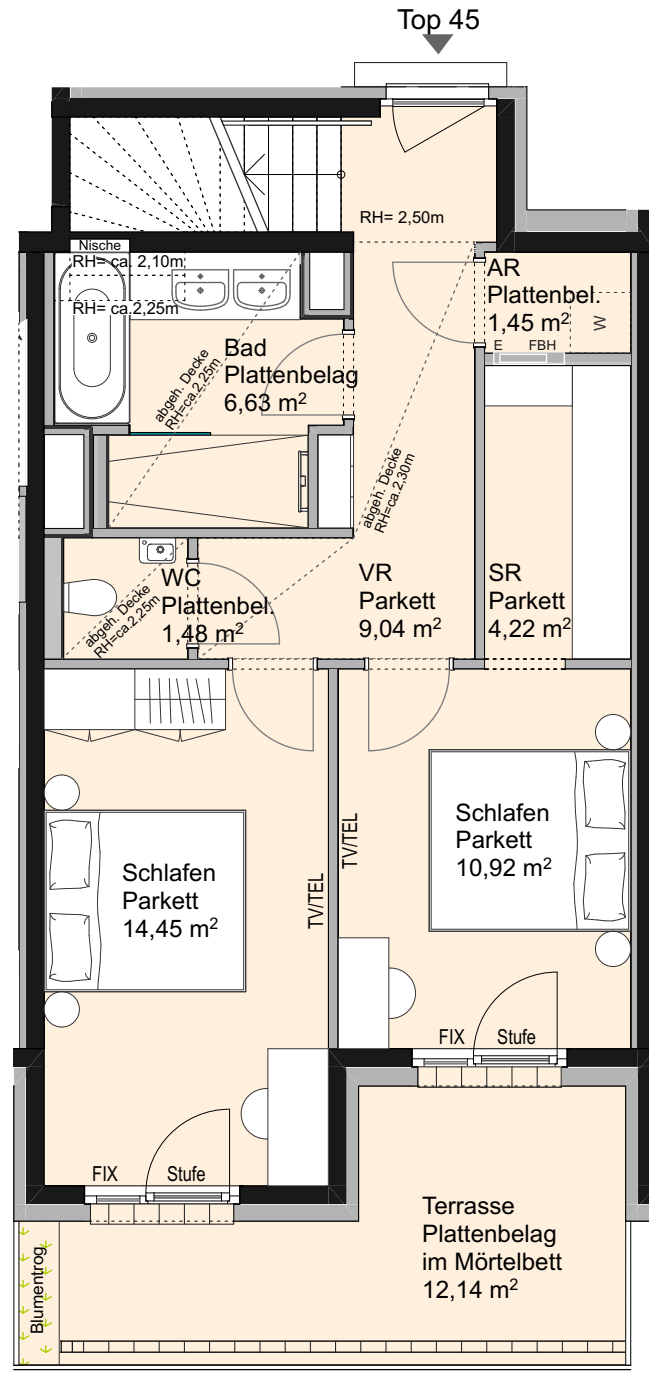 Top 45
RH= 2,50m
Nische
RH= ca. 2,10m
RH= ca.2,25m
AR
Plattenbel.
1,45 m²
W
E FBH
Bad
Plattenbelag
6,63 m²
abgeh. Decke
RH=ca.2,25m
abgeh. Decke
RH=ca.2,30m
WC
Plattenbel.
1,48 m²
abgeh. Decke
RH=ca.2,25m
VR
Parkett
9,04 m²
SR
Parkett
4,22 m²
Schlafen
Parkett
14,45 m²
TV/TEL
TV/TEL
Schlafen
Parkett
10,92 m²
FIX Stufe
FIX Stufe
Terrasse
Plattenbelag
im Mörtelbett
12,14 m²
Blumentrog